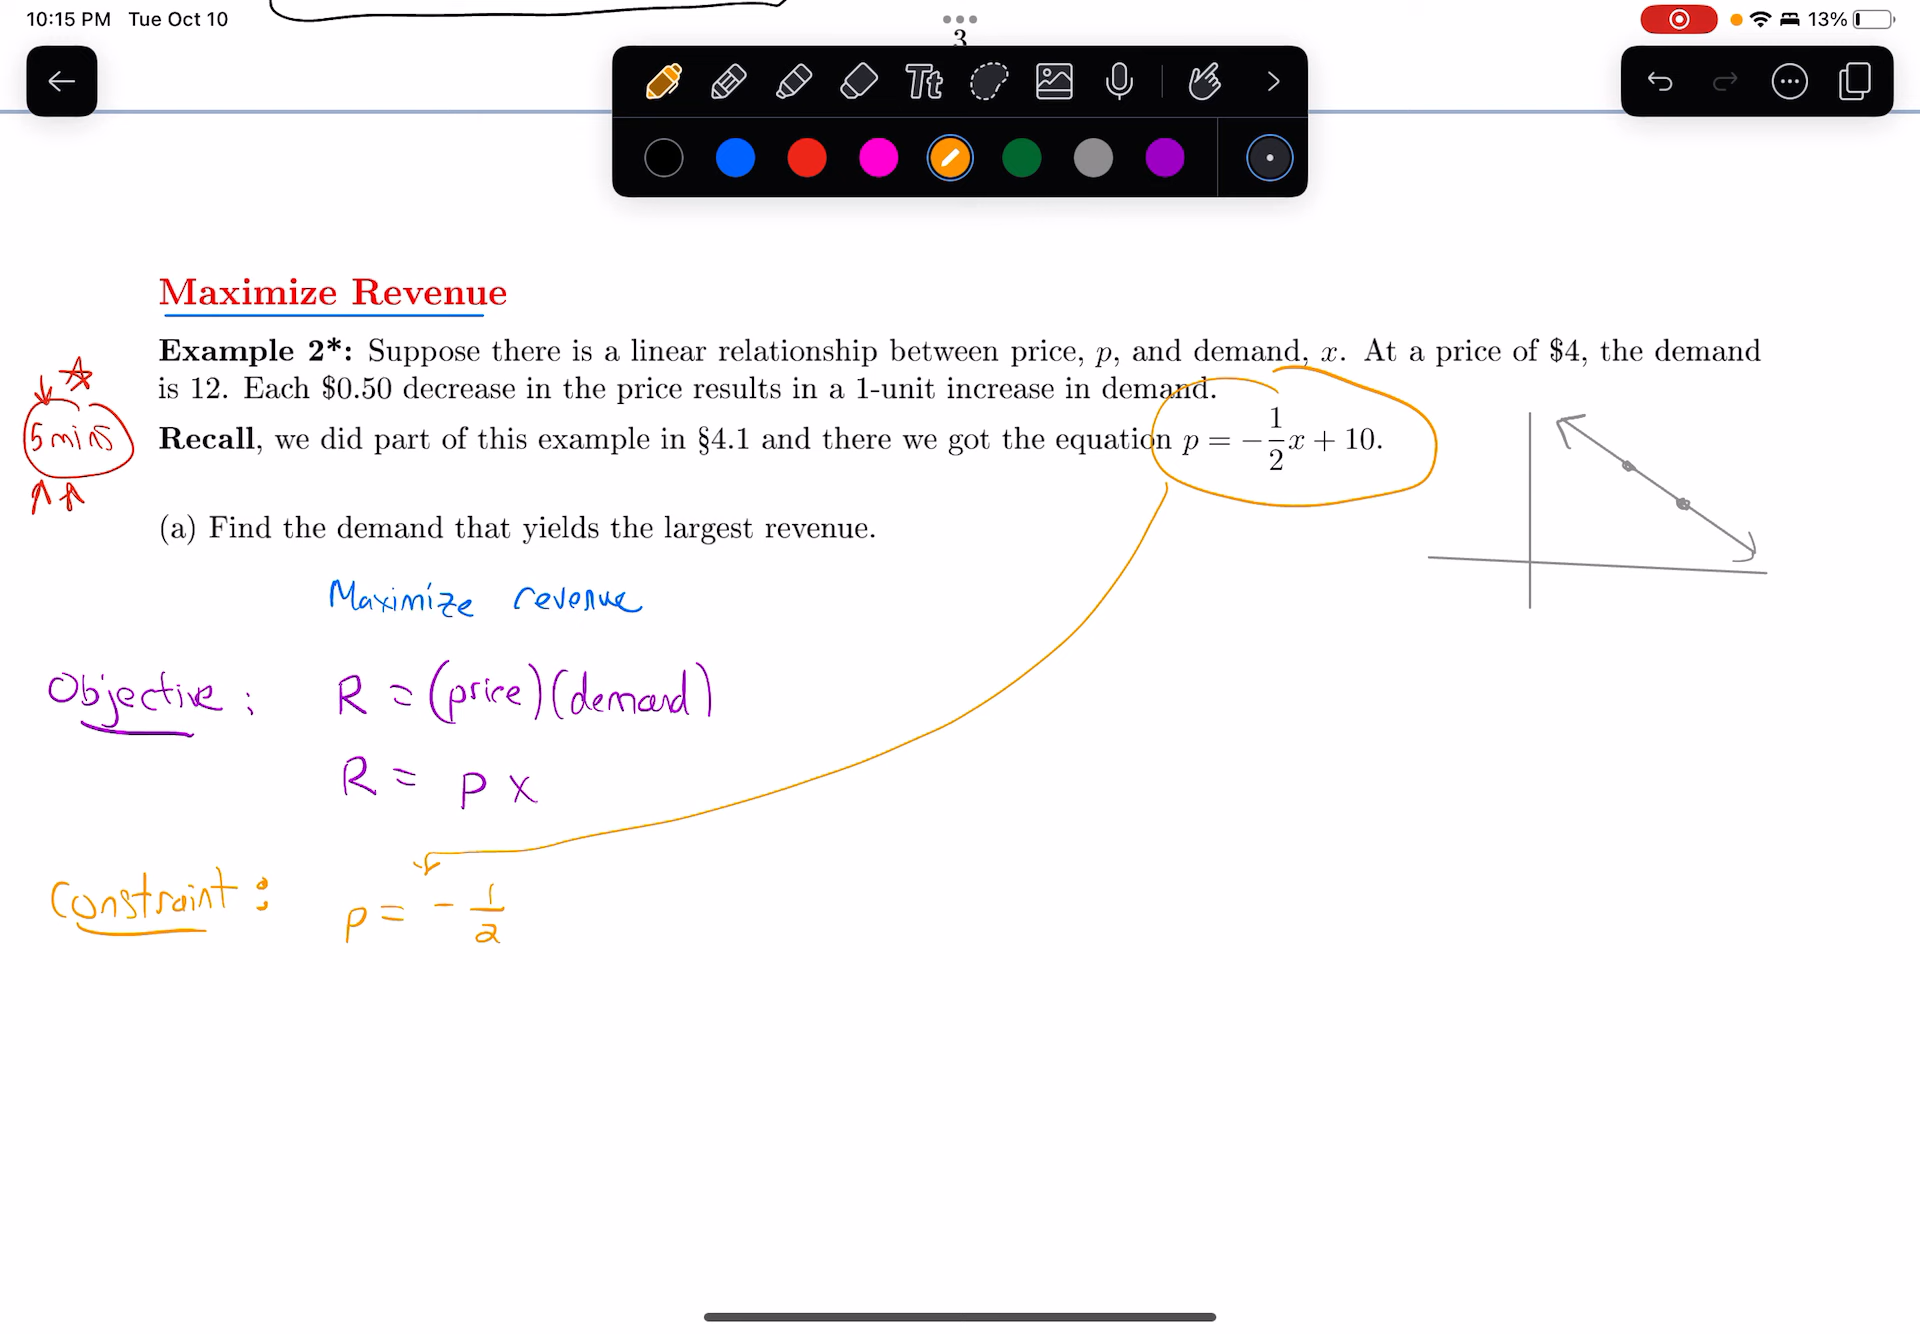 10:15 PM Tue Oct 10
13%
3
Tt
Maximize Revenue
Example 2*: Suppose there is a linear relationship between price, p, and demand, x. At a price of $4, the demand
is 12. Each $0.50 decrease in the price results in a 1-unit increase in demand.
5 mins
Recall, we did part of this example in §4.1 and there we got the equation p = −1/2x + 10.
(a) Find the demand that yields the largest revenue.
Maximize revenue
Objective: R = (price)(demand)
R = p x
Constraint: p = - 1/2